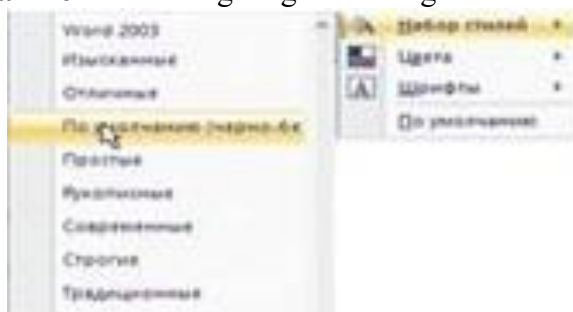 Word 2003
Изысканные
Отличные
По умолчанию (черно-бе
Простые
Рукописные
Современные
Строгие
Традиционные
Набор стилей
Цвета
Шрифты
По умолчанию